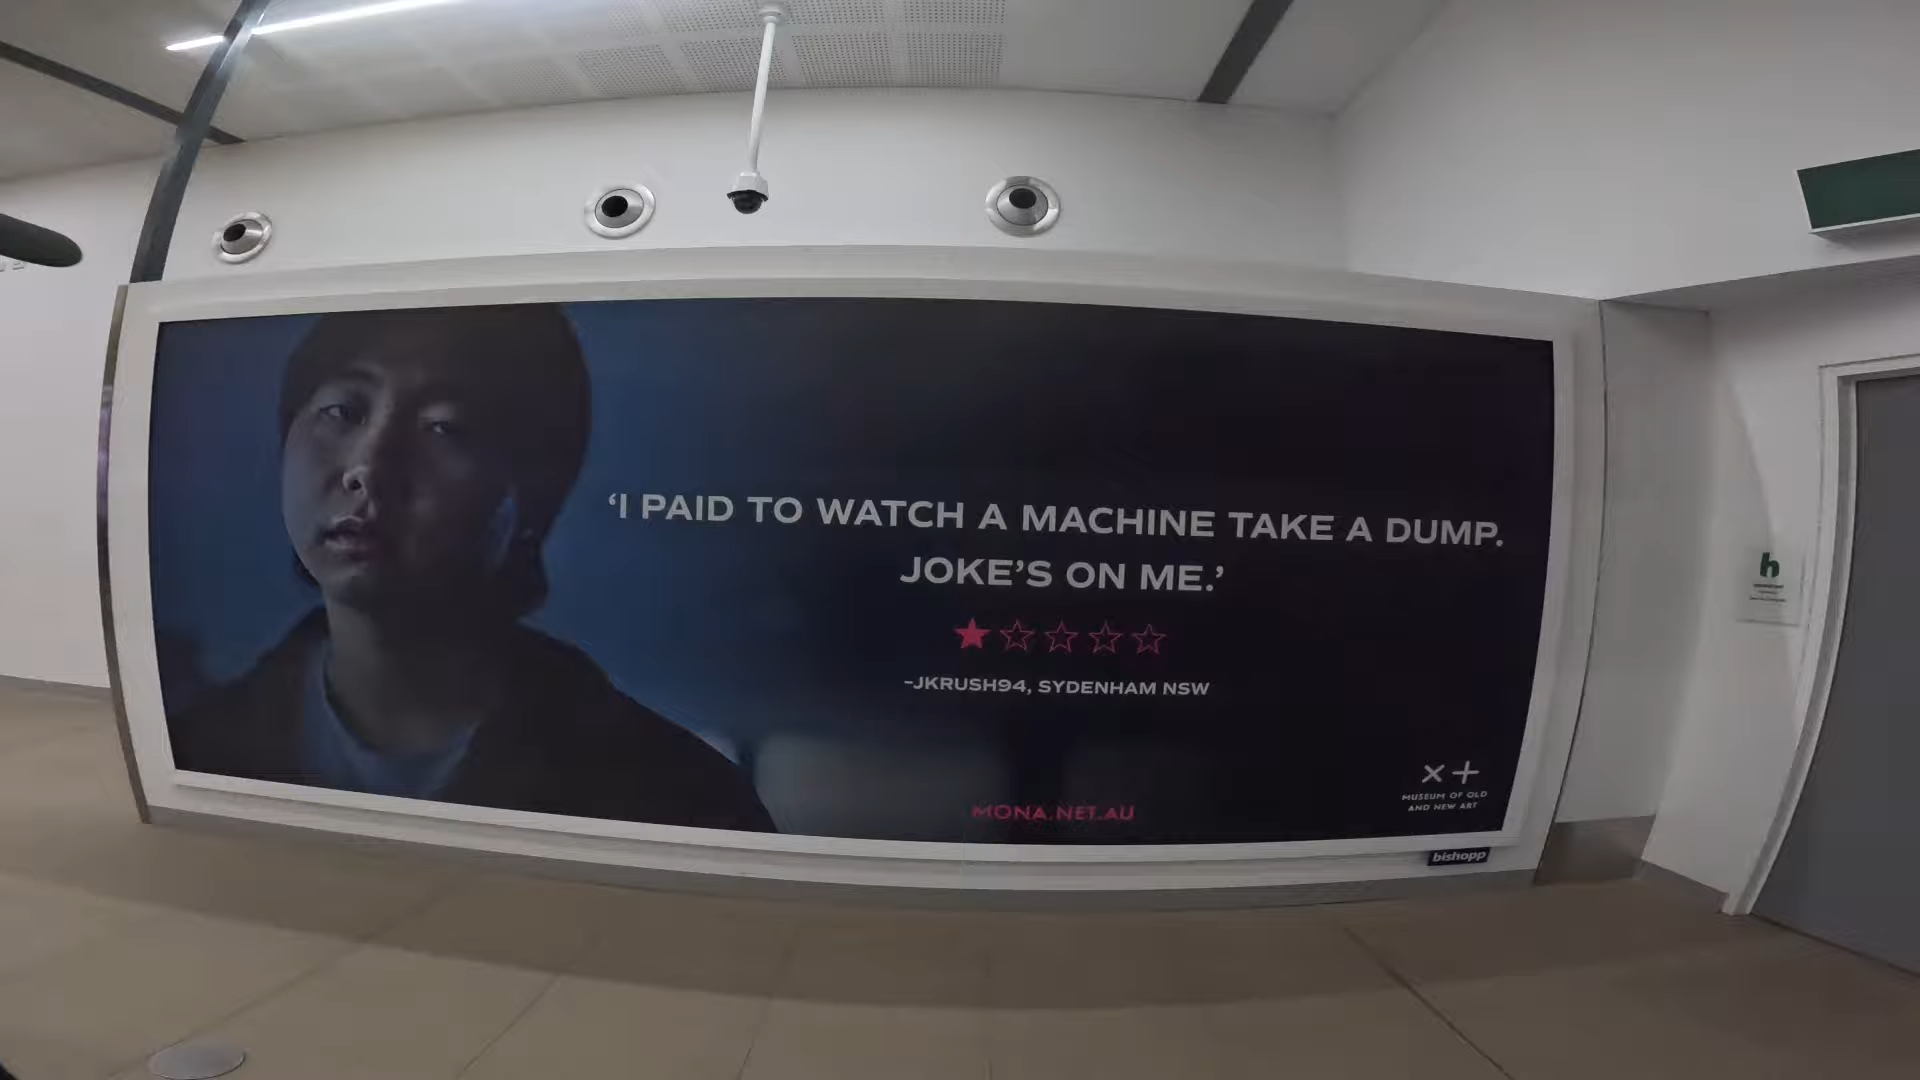 ‘I PAID TO WATCH A MACHINE TAKE A DUMP.
JOKE’S ON ME.’
-JKRUSH94, SYDENHAM NSW
MONA.NET.AU
MUSEUM OF OLD
AND NEW ART
bishopp
h